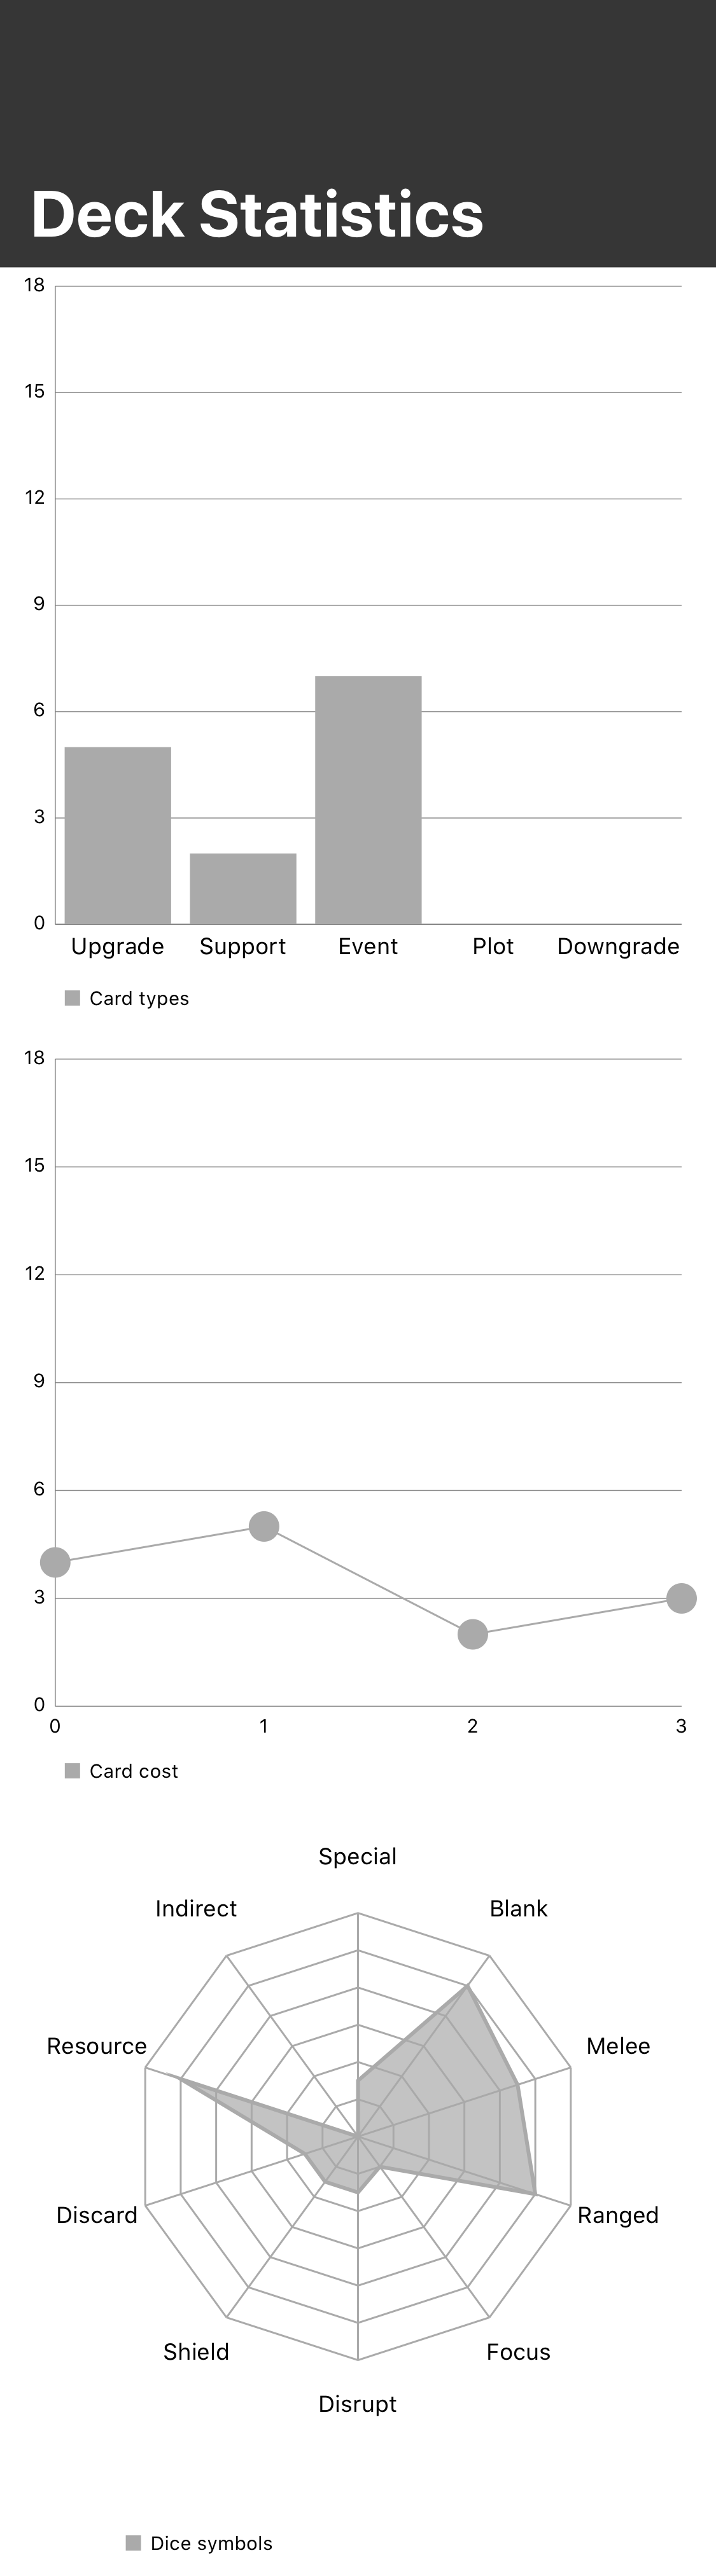 Deck Statistics
18
15
12
9
6
3
0
Upgrade Support Event Plot Downgrade
Card types
18
15
12
9
6
3
0
0 1 2 3
Card cost
Special
Indirect Blank
Resource Melee
Discard Ranged
Shield Focus
Disrupt
Dice symbols